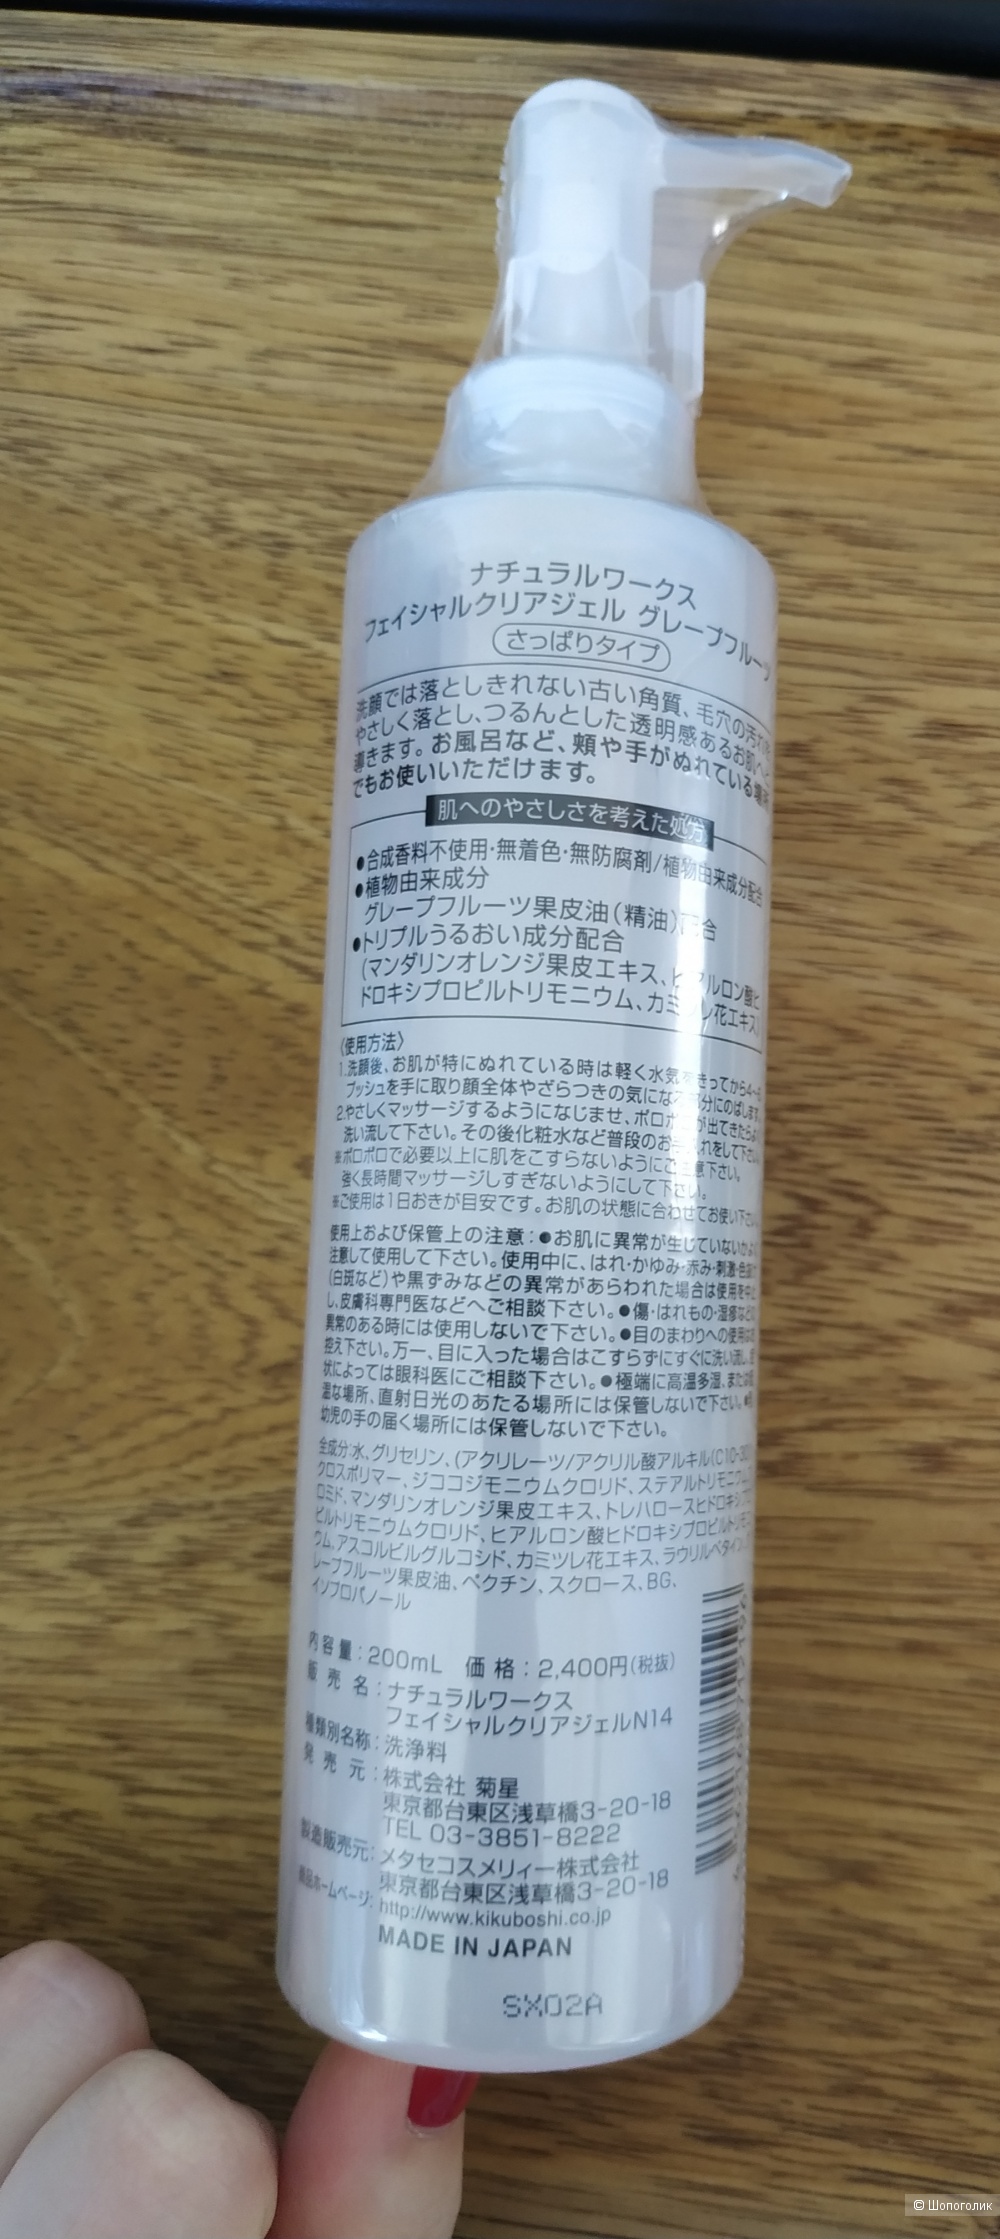 ナチュラルワークス
フェイシャルクリアジェル グレープフルーツ
さっぱりタイプ
洗顔では落としきれない古い角質、毛穴の汚れを
やさしく落とし、つるんとした透明感あるお肌へと
導きます。お風呂など、頬や手がぬれている場所
でもお使いいただけます。
肌へのやさしさを考えた処方
●合成香料不使用・無着色・無防腐剤/植物由来成分配合
●植物由来成分
グレープフルーツ果皮油(精油)配合
●トリプルうるおい成分配合
(マンダリンオレンジ果皮エキス、ヒアルロン酸ヒ
ドロキシプロピルトリモニウム、カミツレ花エキス)
〈使用方法〉
1.洗顔後、お肌が特にぬれている時は軽く水気をきってから4〜
プッシュを手に取り顔全体やざらつきの気になる部分にのばします。
2.やさしくマッサージするようになじませ、ポロポロが出てきたら
洗い流して下さい。その後化粧水など普段のお手入れをして下さい。
※ポロポロで必要以上に肌をこすらないようにご注意下さい。
強く長時間マッサージしすぎないようにして下さい。
※ご使用は1日おきが目安です。お肌の状態に合わせてお使い下さい。
使用上および保管上の注意:●お肌に異常が生じていないかよく
注意して使用して下さい。使用中に、はれ・かゆみ・赤み・刺激・色抜け
(白斑など)や黒ずみなどの異常があらわれた場合は使用を中止
し、皮膚科専門医などへご相談下さい。●傷・はれもの・湿疹などの
異常のある時には使用しないで下さい。●目のまわりへの使用はお
控え下さい。万一、目に入った場合はこすらずにすぐに洗い流し、症
状によっては眼科医にご相談下さい。●極端に高温多湿、または低
温な場所、直射日光のあたる場所には保管しないで下さい。●乳
幼児の手の届く場所には保管しないで下さい。
全成分:水、グリセリン、(アクリレーツ/アクリル酸アルキル(C10-30))
クロスポリマー、ジココジモニウムクロリド、ステアルトリモニウムブ
ロミド、マンダリンオレンジ果皮エキス、トレハロースヒドロキシプロ
ピルトリモニウムクロリド、ヒアルロン酸ヒドロキシプロピルトリモニ
ウム、アスコルビルグルコシド、カミツレ花エキス、ラウリルベタイン、グ
レープフルーツ果皮油、ペクチン、スクロース、BG、
イソプロパノール
内容量:200mL 価格:2,400円(税抜)
販売名:ナチュラルワークス
フェイシャルクリアジェルN14
種類別名称:洗浄料
発売元:株式会社 菊星
東京都台東区浅草橋3-20-18
TEL 03-3851-8222
製造販売元:メタセコスメリィー株式会社
東京都台東区浅草橋3-20-18
商品ホームページ:http://www.kikuboshi.co.jp
MADE IN JAPAN
SX02A
© Шопоголик